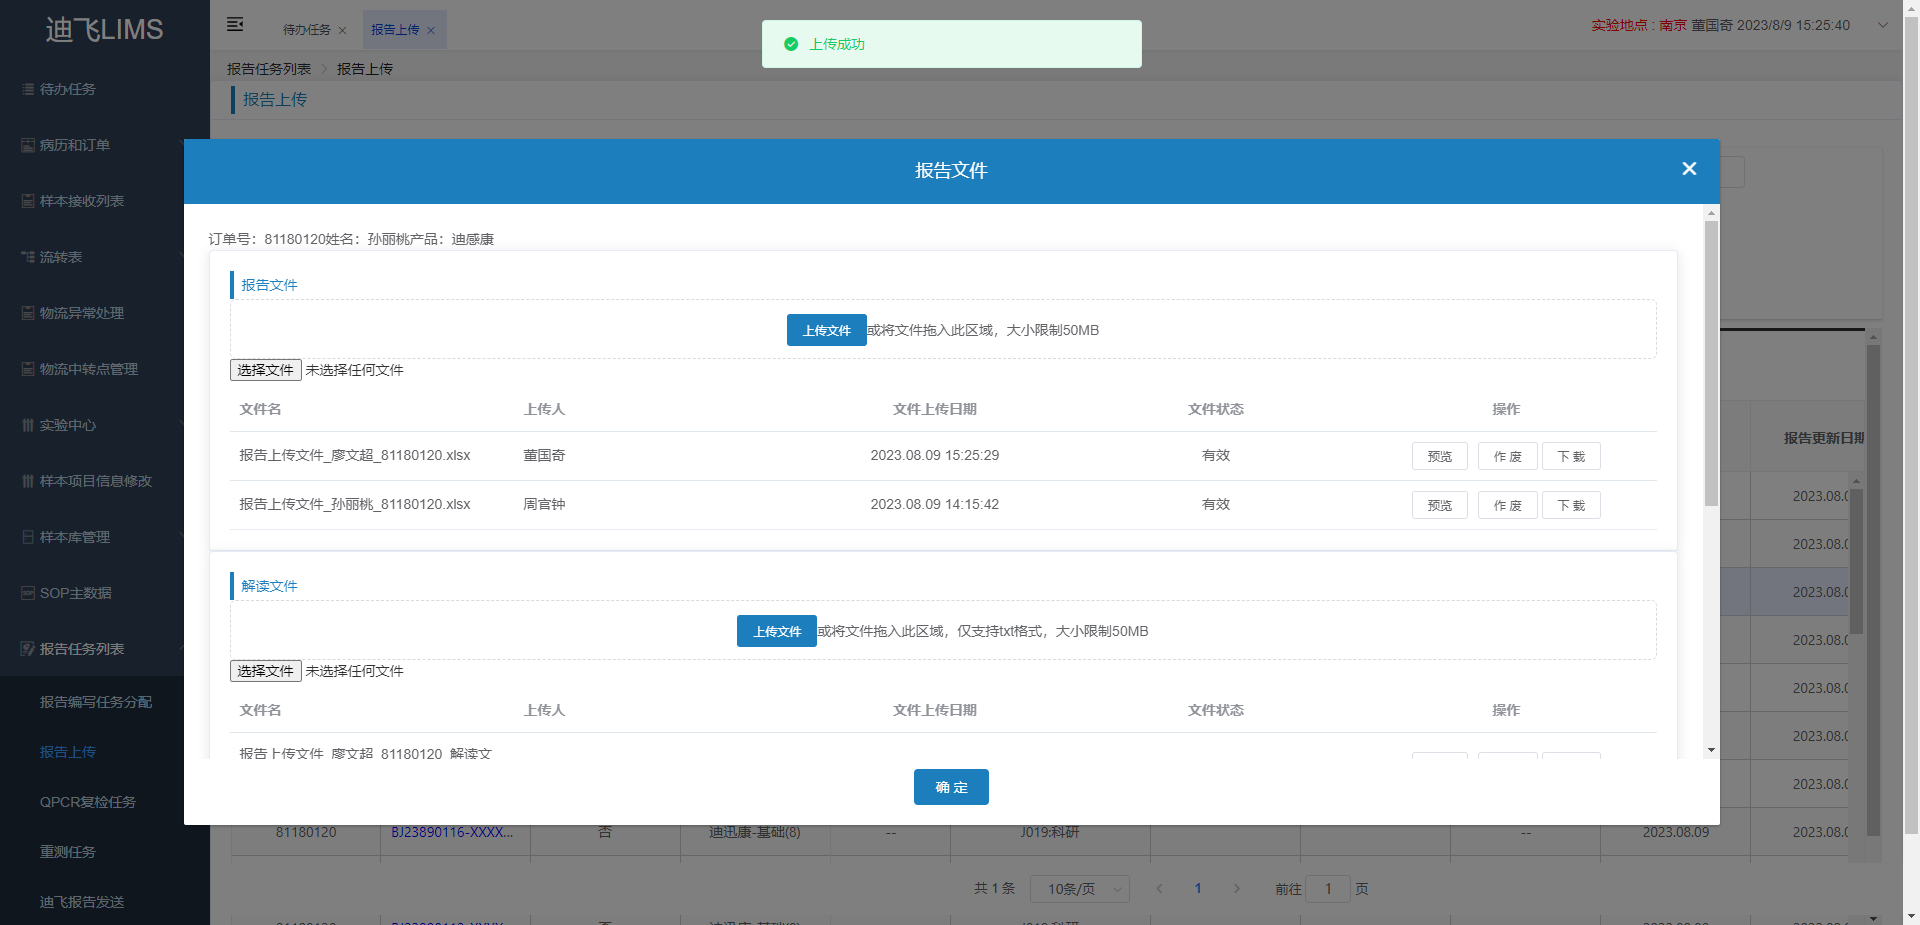 迪飞LIMS
待办任务
报告上传
上传成功
实验地点 : 南京 董国奇 2023/8/9 15:25:40
报告任务列表 > 报告上传
报告上传
待办任务
病历和订单
样本接收列表
流转表
物流异常处理
物流中转点管理
实验中心
样本项目信息修改
样本库管理
SOP主数据
报告任务列表
报告编写任务分配
报告上传
QPCR复检任务
重测任务
迪飞报告发送
报告文件
订单号：81180120姓名：孙丽桃产品：迪感康
报告文件
上传文件 或将文件拖入此区域，大小限制50MB
选择文件 未选择任何文件
文件名 上传人 文件上传日期 文件状态 操作
报告上传文件_廖文超_81180120.xlsx 董国奇 2023.08.09 15:25:29 有效 预览 作 废 下 载
报告上传文件_孙丽桃_81180120.xlsx 周官钟 2023.08.09 14:15:42 有效 预览 作 废 下 载
解读文件
上传文件 或将文件拖入此区域，仅支持txt格式，大小限制50MB
选择文件 未选择任何文件
文件名 上传人 文件上传日期 文件状态 操作
报告上传文件_廖文超_81180120_解读文
确 定
报告更新日期
2023.08.0
2023.08.0
2023.08.0
2023.08.0
2023.08.0
2023.08.0
2023.08.0
81180120 BJ23890116-XXXX... 否 迪迅康-基础(8) -- J019:科研 -- 2023.08.09 2023.08.0
共 1 条 10条/页 1 前往 1 页